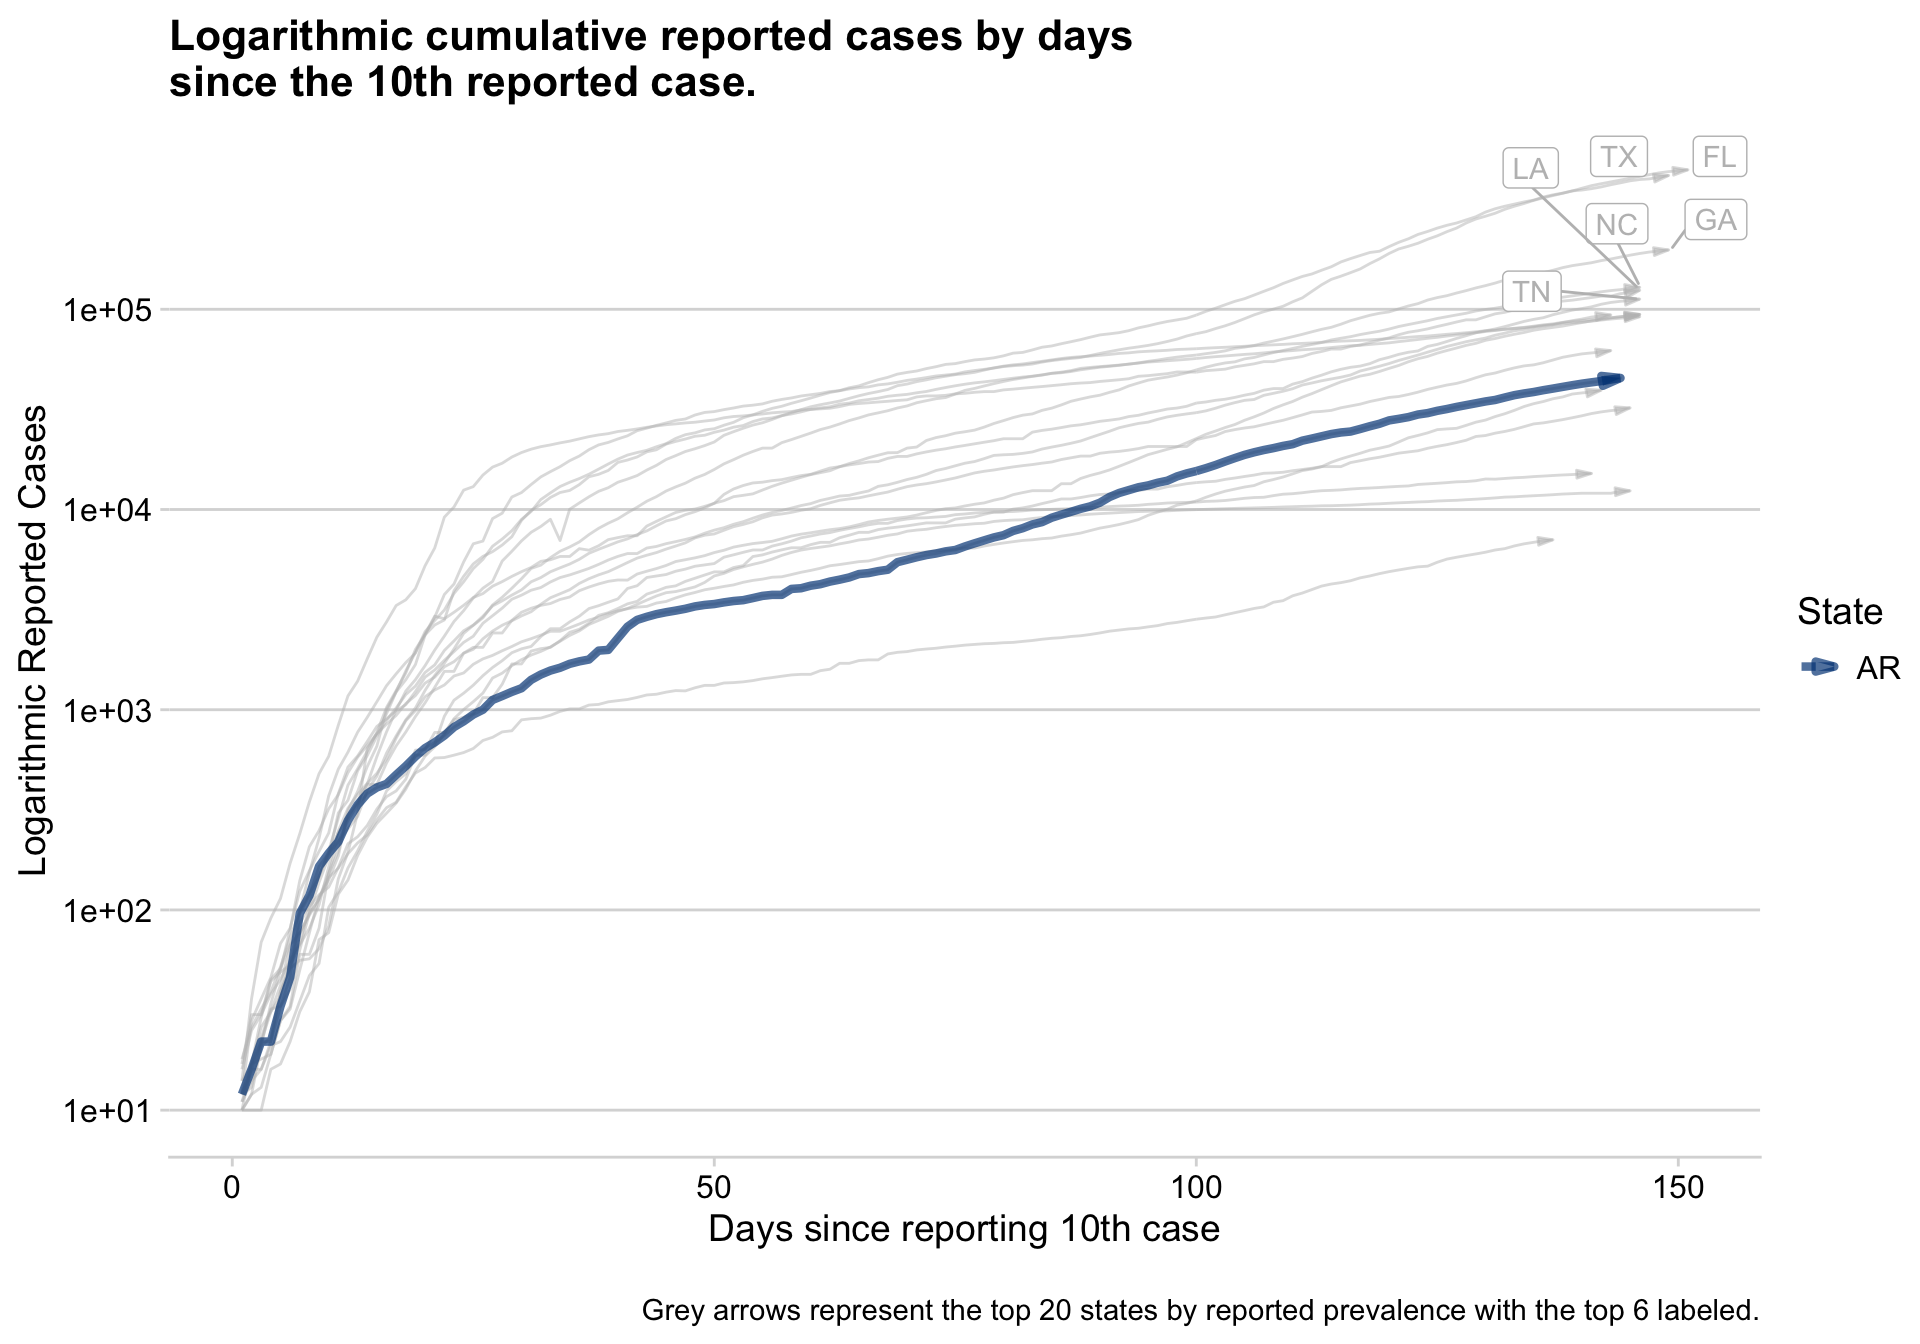 Logarithmic cumulative reported cases by days
since the 10th reported case.
LA
TX
FL
NC
GA
TN
1e+05
1e+04
1e+03
1e+02
1e+01
Logarithmic Reported Cases
0
50
100
150
Days since reporting 10th case
State
AR
Grey arrows represent the top 20 states by reported prevalence with the top 6 labeled.